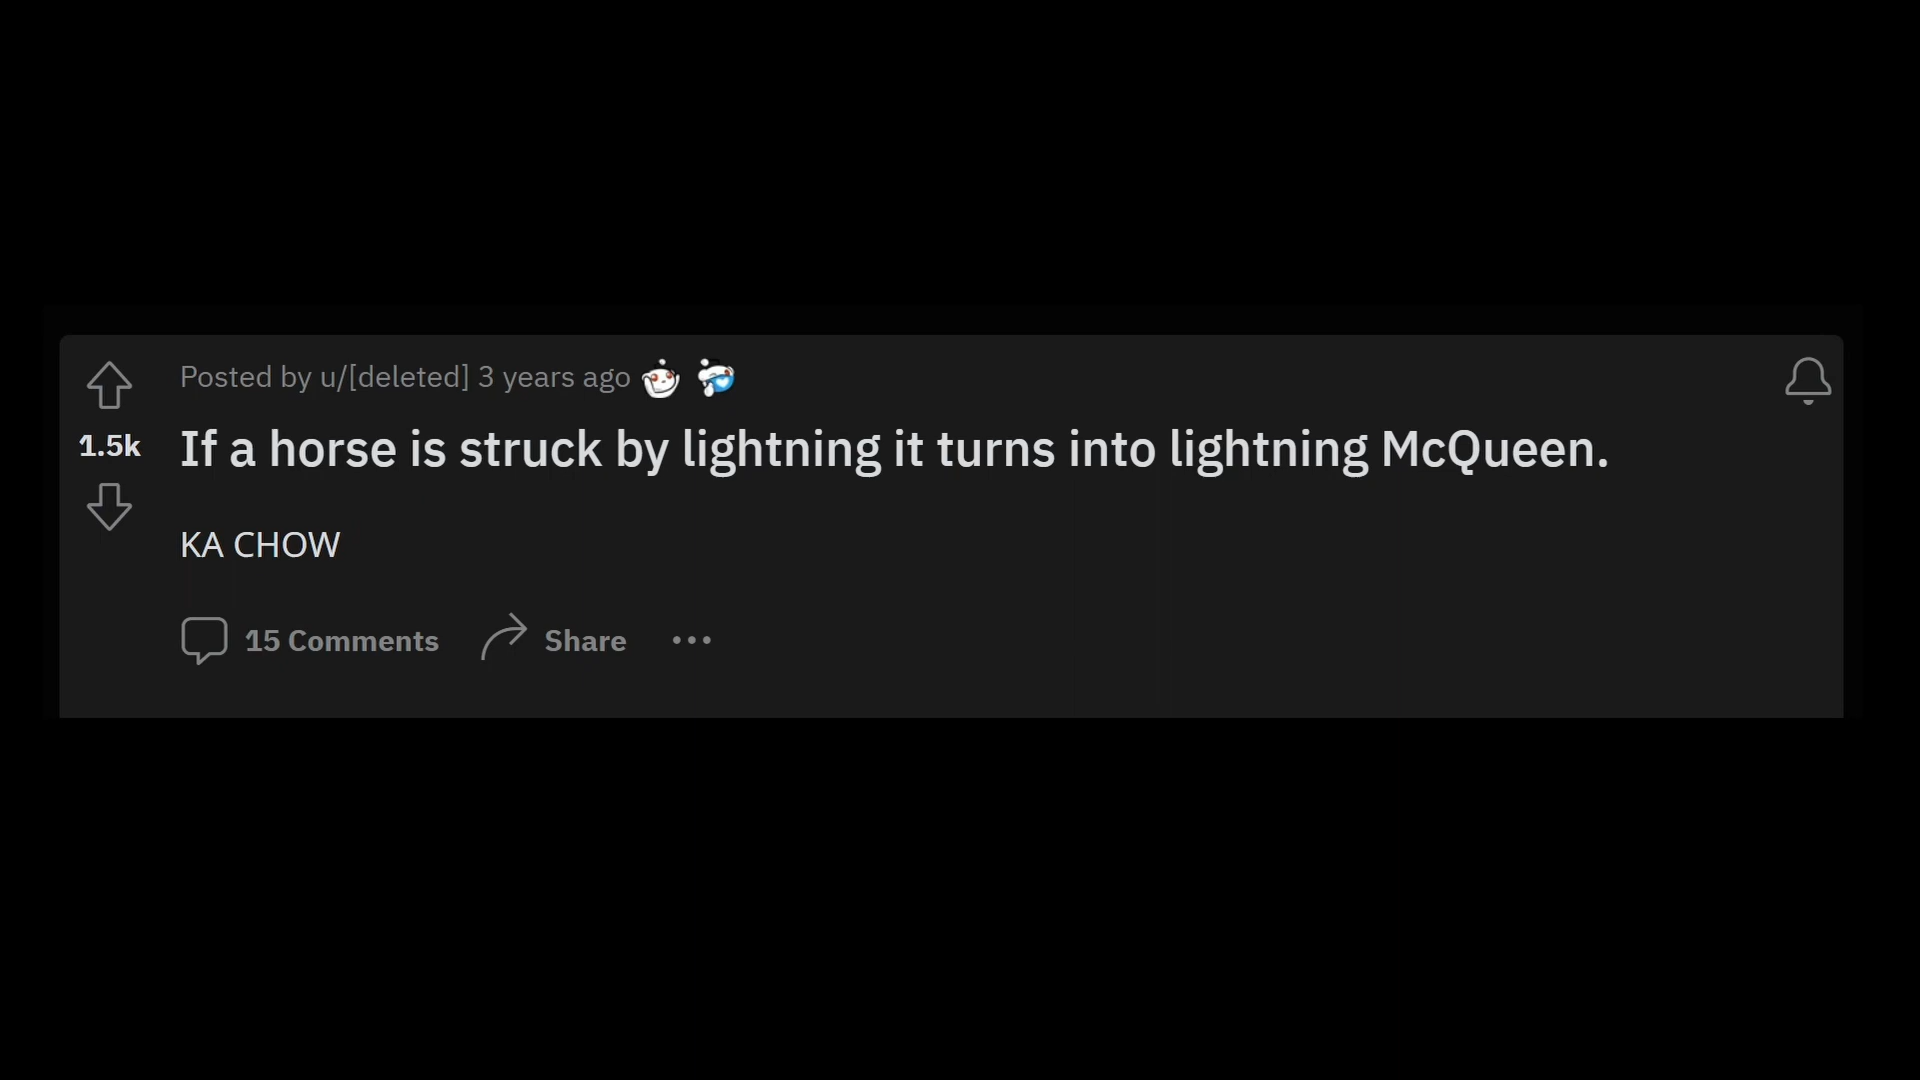 Posted by u/[deleted] 3 years ago
1.5k
If a horse is struck by lightning it turns into lightning McQueen.
KA CHOW
15 Comments Share